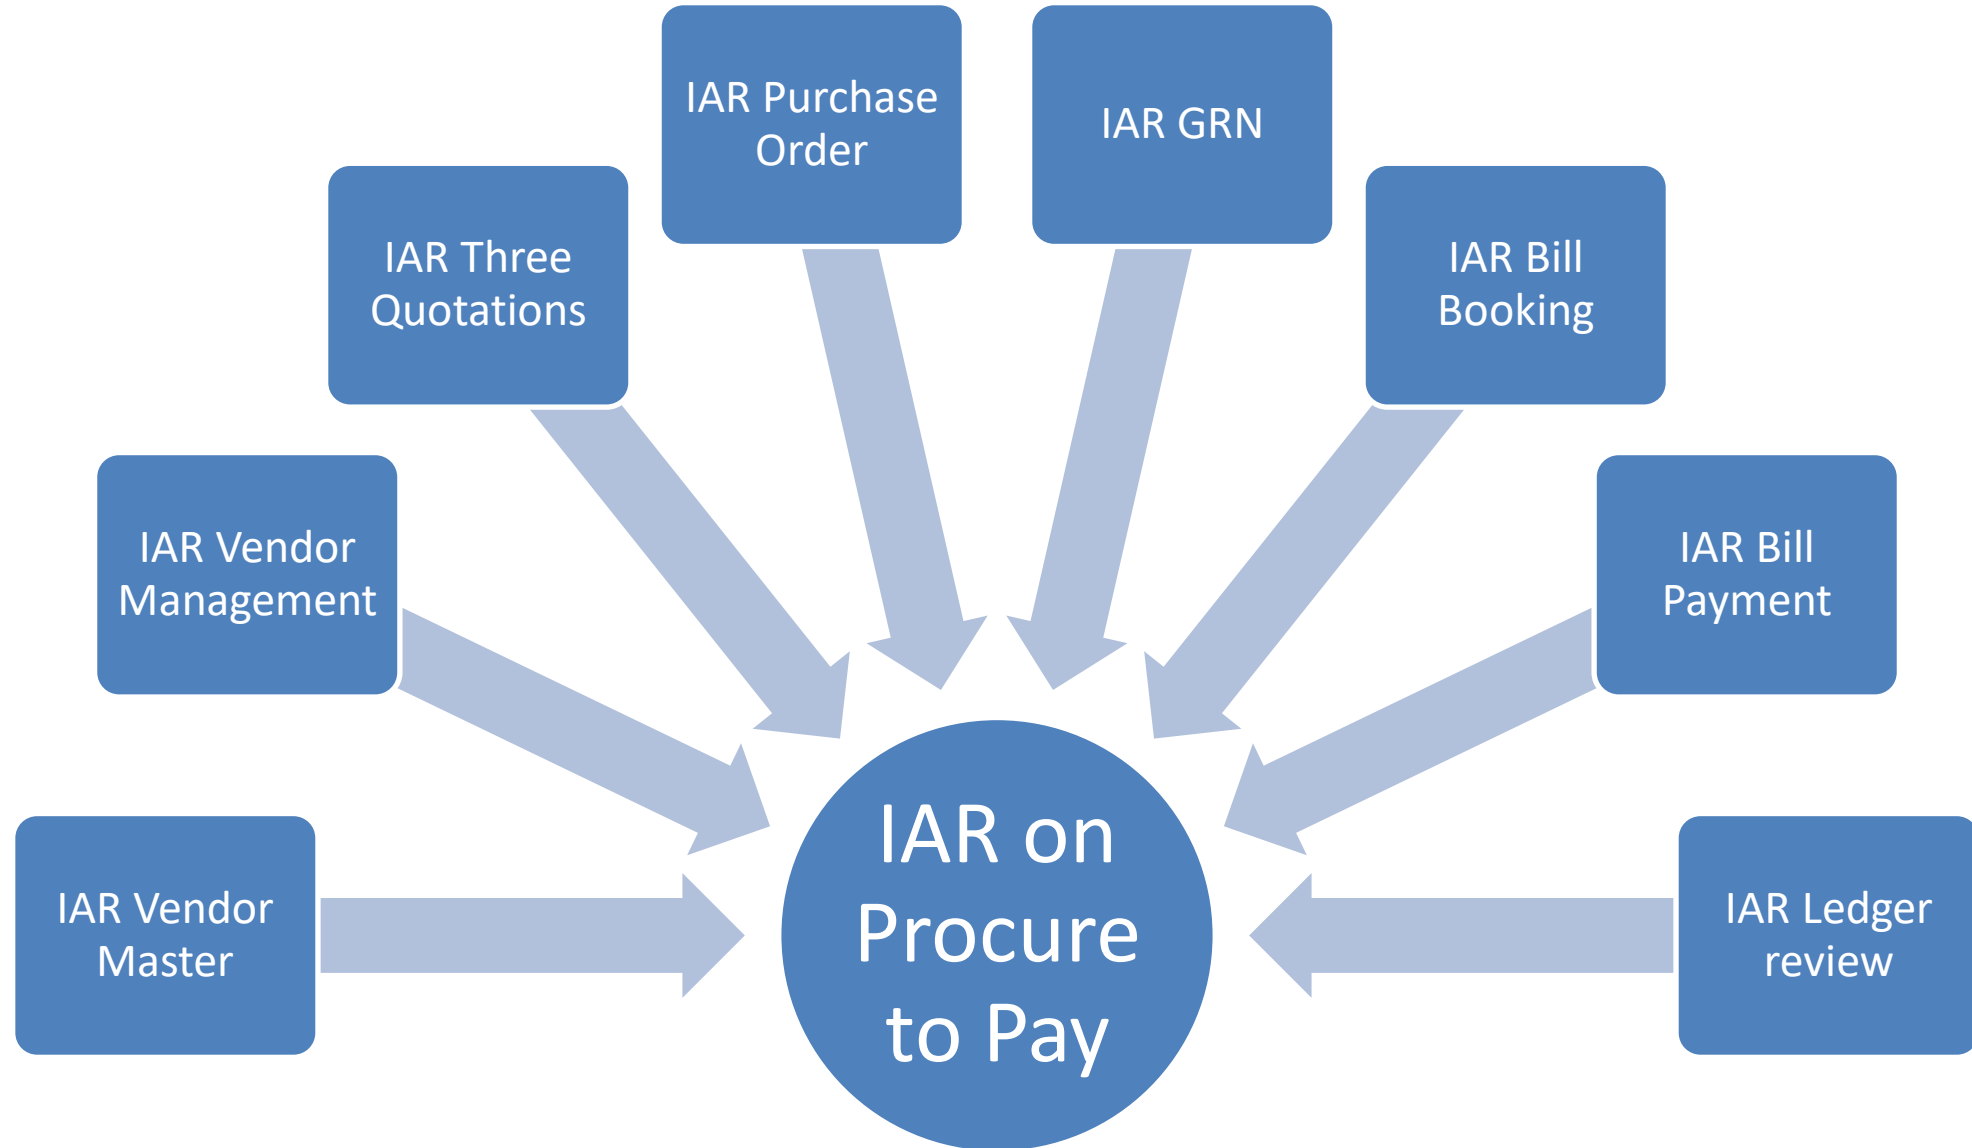 IAR Purchase
Order
IAR GRN
IAR Three
Quotations
IAR Bill
Booking
IAR Vendor
Management
IAR Bill
Payment
IAR Vendor
Master
IAR on
Procure
to Pay
IAR Ledger
review